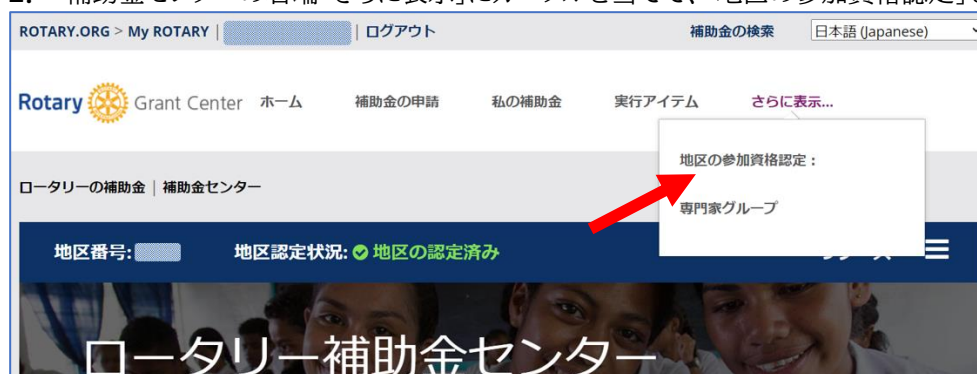 ROTARY.ORG > My ROTARY | | ログアウト 補助金の検索 日本語 (Japanese)
Rotary Grant Center ホーム 補助金の申請 私の補助金 実行アイテム さらに表示...
地区の参加資格認定：
ロータリーの補助金 | 補助金センター
専門家グループ
地区番号: 地区認定状況: 地区の認定済み
ロータリー補助金センター